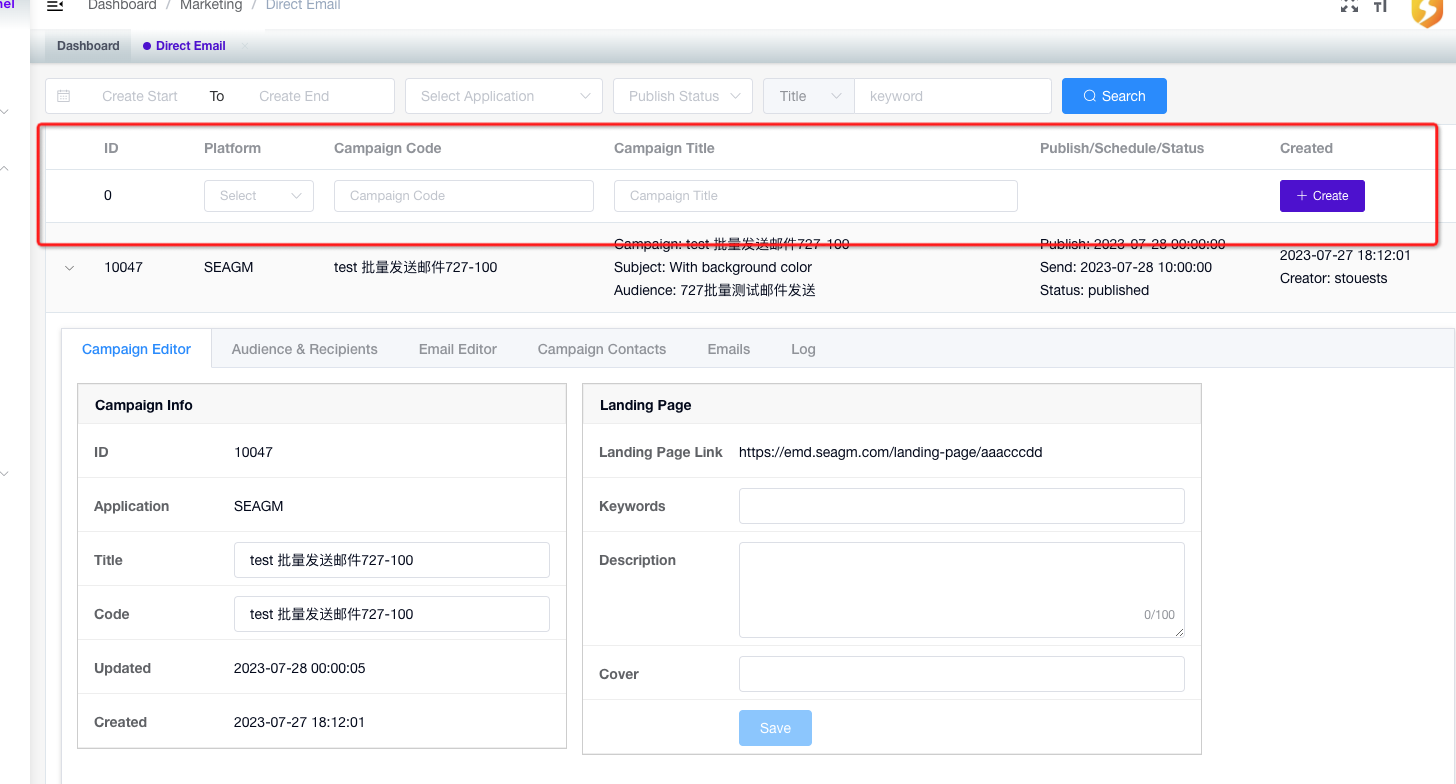 nel
Dashboard / Marketing / Direct Email
Dashboard Direct Email
Create Start To Create End Select Application Publish Status Title keyword Search
ID Platform Campaign Code Campaign Title Publish/Schedule/Status Created
0 Select Campaign Code Campaign Title + Create
10047 SEAGM test 批量发送邮件727-100
Campaign: test 批量发送邮件727-100
Subject: With background color
Audience: 727批量测试邮件发送
Publish: 2023-07-28 00:00:00
Send: 2023-07-28 10:00:00
Status: published
2023-07-27 18:12:01
Creator: stouests
Campaign Editor Audience & Recipients Email Editor Campaign Contacts Emails Log
Campaign Info
ID 10047
Application SEAGM
Title test 批量发送邮件727-100
Code test 批量发送邮件727-100
Updated 2023-07-28 00:00:05
Created 2023-07-27 18:12:01
Landing Page
Landing Page Link https://emd.seagm.com/landing-page/aaacccdd
Keywords
Description
0/100
Cover
Save